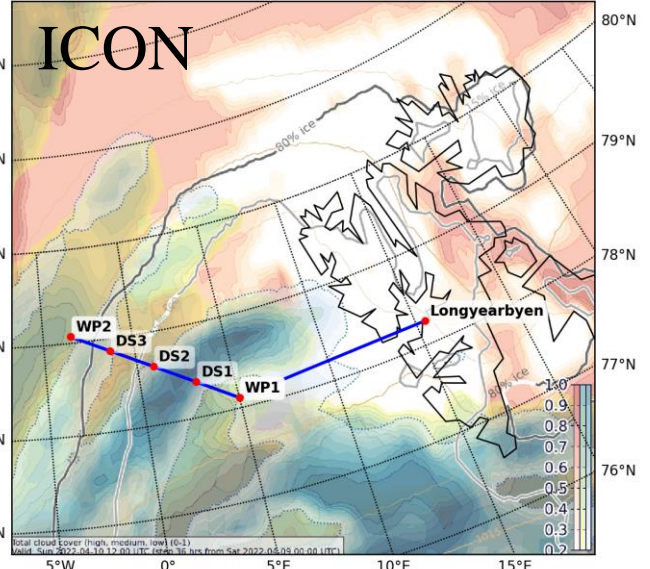 ICON
80°N
79°N
78°N
77°N
76°N
80% ice
15% ice
80% ice
Longyearbyen
WP2
DS3
DS2
DS1
WP1
1.0
0.9
0.8
0.7
0.6
0.5
0.4
0.3
0.2
Total cloud cover (high, medium, low) (0-1)
Valid: Sun 2022-04-10 12:00 UTC (step 36 hrs from Sat 2022-04-09 00:00 UTC)
5°W
0°
5°E
10°E
15°E